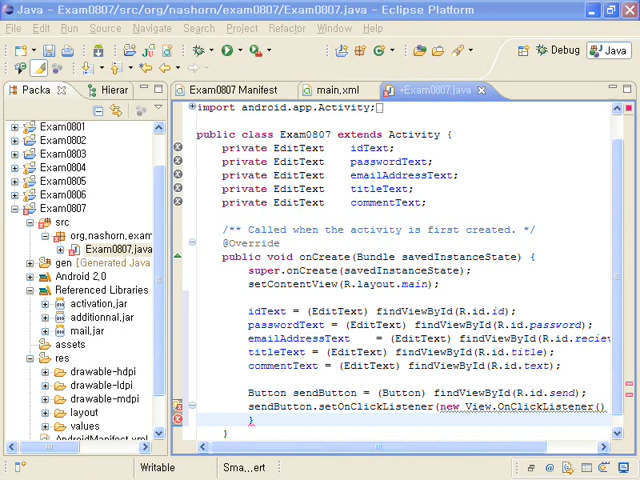 Java - Exam0807/src/org/nashorn/exam0807/Exam0807.java - Eclipse Platform
File Edit Run Source Navigate Search Project Refactor Window Help
Debug Java
Packa Hierar
Exam0807 Manifest main,xml *Exam0807.java
Exam0801
Exam0802
Exam0803
Exam0804
Exam0805
Exam0806
Exam0807
src
org,nashorn,exam
Exam0807.java
gen [Generated Java
Android 2,0
Referenced Libraries
activation,jar
additionnal,jar
mail,jar
assets
res
drawable-hdpi
drawable-ldpi
drawable-mdpi
layout
values
AndroidManifest.xml
import android.app.Activity;
public class Exam0807 extends Activity {
private EditText idText;
private EditText passwordText;
private EditText emailAddressText;
private EditText titleText;
private EditText commentText;
/** Called when the activity is first created. */
@Override
public void onCreate(Bundle savedInstanceState) {
super.onCreate(savedInstanceState);
setContentView(R.layout.main);
idText = (EditText) findViewById(R.id.id);
passwordText = (EditText) findViewById(R.id.password);
emailAddressText = (EditText) findViewById(R.id.reciev
titleText = (EditText) findViewById(R.id.title);
commentText = (EditText) findViewById(R.id.text);
Button sendButton = (Button) findViewById(R.id.send);
sendButton.setOnClickListener(new View.OnClickListener()
}
}
Writable Sma,,,ert